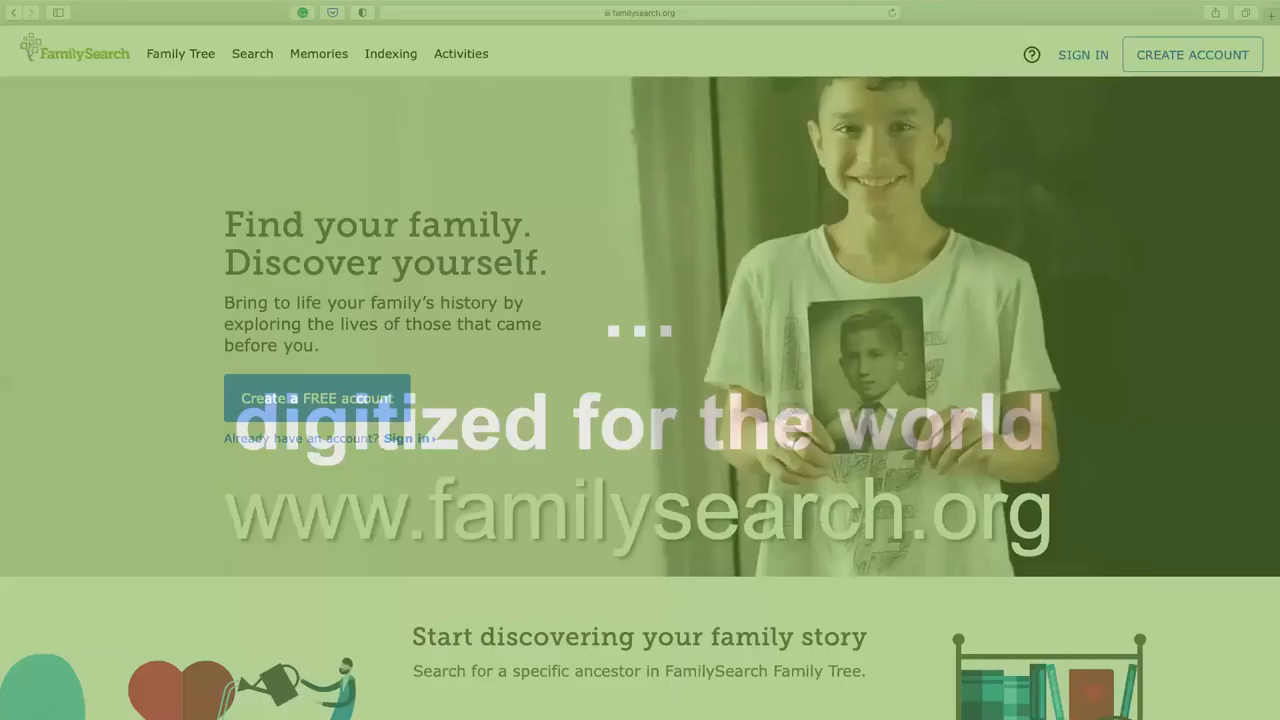 familysearch.org
FamilySearch Family Tree Search Memories Indexing Activities SIGN IN CREATE ACCOUNT
Find your family.
Discover yourself.
Bring to life your family’s history by
exploring the lives of those that came
before you.
...
Create a FREE account
digitized for the world
Already have an account? Sign in ›
www.familysearch.org
Start discovering your family story
Search for a specific ancestor in FamilySearch Family Tree.